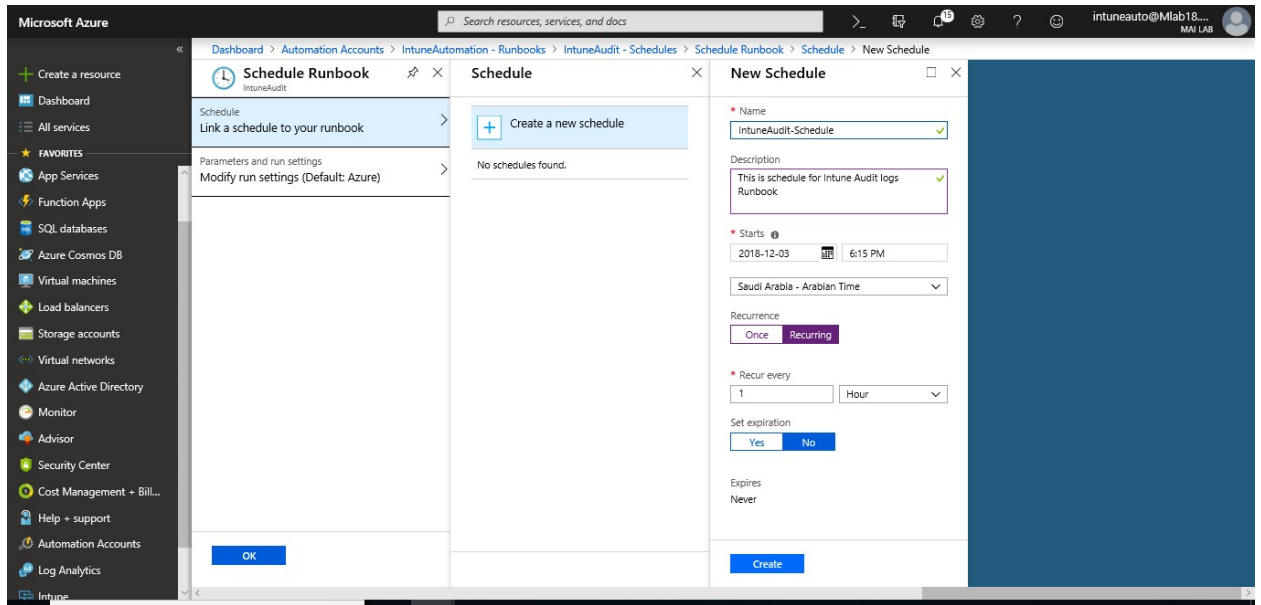 Microsoft Azure
Search resources, services, and docs
15
intuneauto@Mlab18....
MAI LAB
Dashboard > Automation Accounts > IntuneAutomation - Runbooks > IntuneAudit - Schedules > Schedule Runbook > Schedule > New Schedule
Create a resource
Dashboard
All services
FAVORITES
App Services
Function Apps
SQL databases
Azure Cosmos DB
Virtual machines
Load balancers
Storage accounts
Virtual networks
Azure Active Directory
Monitor
Advisor
Security Center
Cost Management + Bill...
Help + support
Automation Accounts
Log Analytics
Intune
Schedule Runbook
IntuneAudit
Schedule
Link a schedule to your runbook
Parameters and run settings
Modify run settings (Default: Azure)
OK
Schedule
Create a new schedule
No schedules found.
New Schedule
* Name
IntuneAudit-Schedule
Description
This is schedule for Intune Audit logs
Runbook
* Starts
2018-12-03 6:15 PM
Saudi Arabia - Arabian Time
Recurrence
Once Recurring
* Recur every
1 Hour
Set expiration
Yes No
Expires
Never
Create